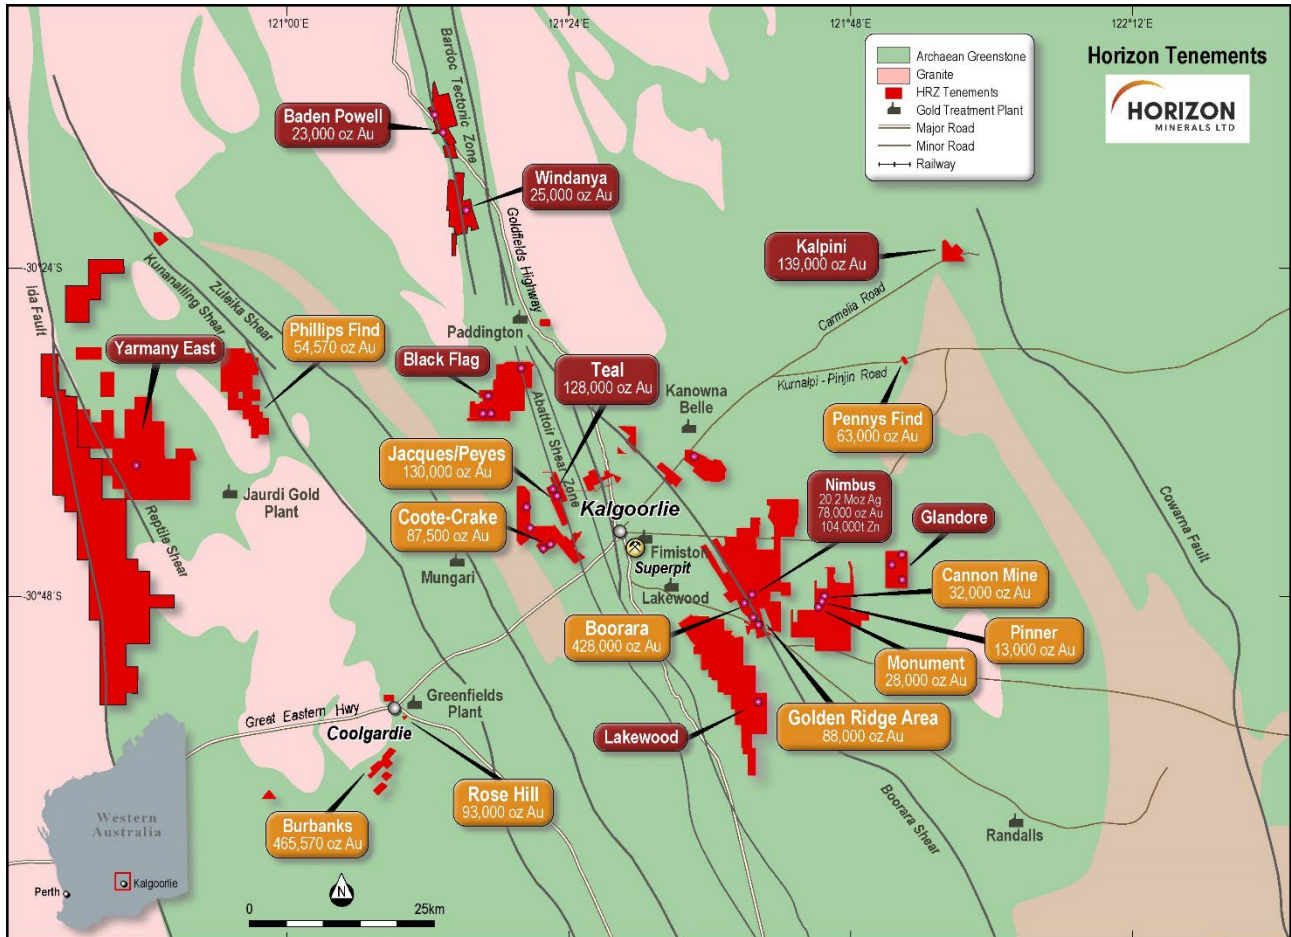 121°00´E
121°24´E
121°48´E
122°12´E
Archaean Greenstone
Granite
HRZ Tenements
Gold Treatment Plant
Major Road
Minor Road
Railway
Horizon Tenements
HORIZON
MINERALS LTD
Bardoc Tectonic Zone
Baden Powell
23,000 oz Au
Windanya
25,000 oz Au
Goldfields Highway
Kalpini
139,000 oz Au
-30°24´S
Ida Fault
Kunanalling Shear
Zuleika Shear
Carmelia Road
Paddington
Phillips Find
54,570 oz Au
Yarmany East
Black Flag
Teal
128,000 oz Au
Kanowna
Belle
Kurnalpi - Pinjin Road
Abattoir Shear Zone
Pennys Find
63,000 oz Au
Jacques/Peyes
130,000 oz Au
Jaurdi Gold
Plant
Reptile Shear
Coote-Crake
87,500 oz Au
Kalgoorlie
Nimbus
20.2 Moz Ag
78,000 oz Au
104,000t Zn
Glandore
Cowarna Fault
Mungari
Fimiston
Superpit
Lakewood
-30°48´S
Cannon Mine
32,000 oz Au
Boorara
428,000 oz Au
Pinner
13,000 oz Au
Monument
28,000 oz Au
Greenfields
Plant
Great Eastern Hwy
Coolgardie
Lakewood
Golden Ridge Area
88,000 oz Au
Rose Hill
93,000 oz Au
Burbanks
465,570 oz Au
Boorara Shear
Randalls
Western
Australia
Perth
Kalgoorlie
N
0
25km